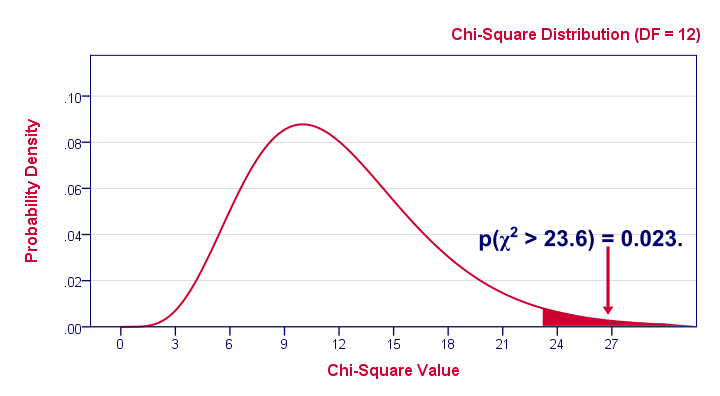 Chi-Square Distribution (DF = 12)
Probability Density
.10
.08
.06
.04
.02
.00
p(χ² > 23.6) = 0.023.
0 3 6 9 12 15 18 21 24 27
Chi-Square Value